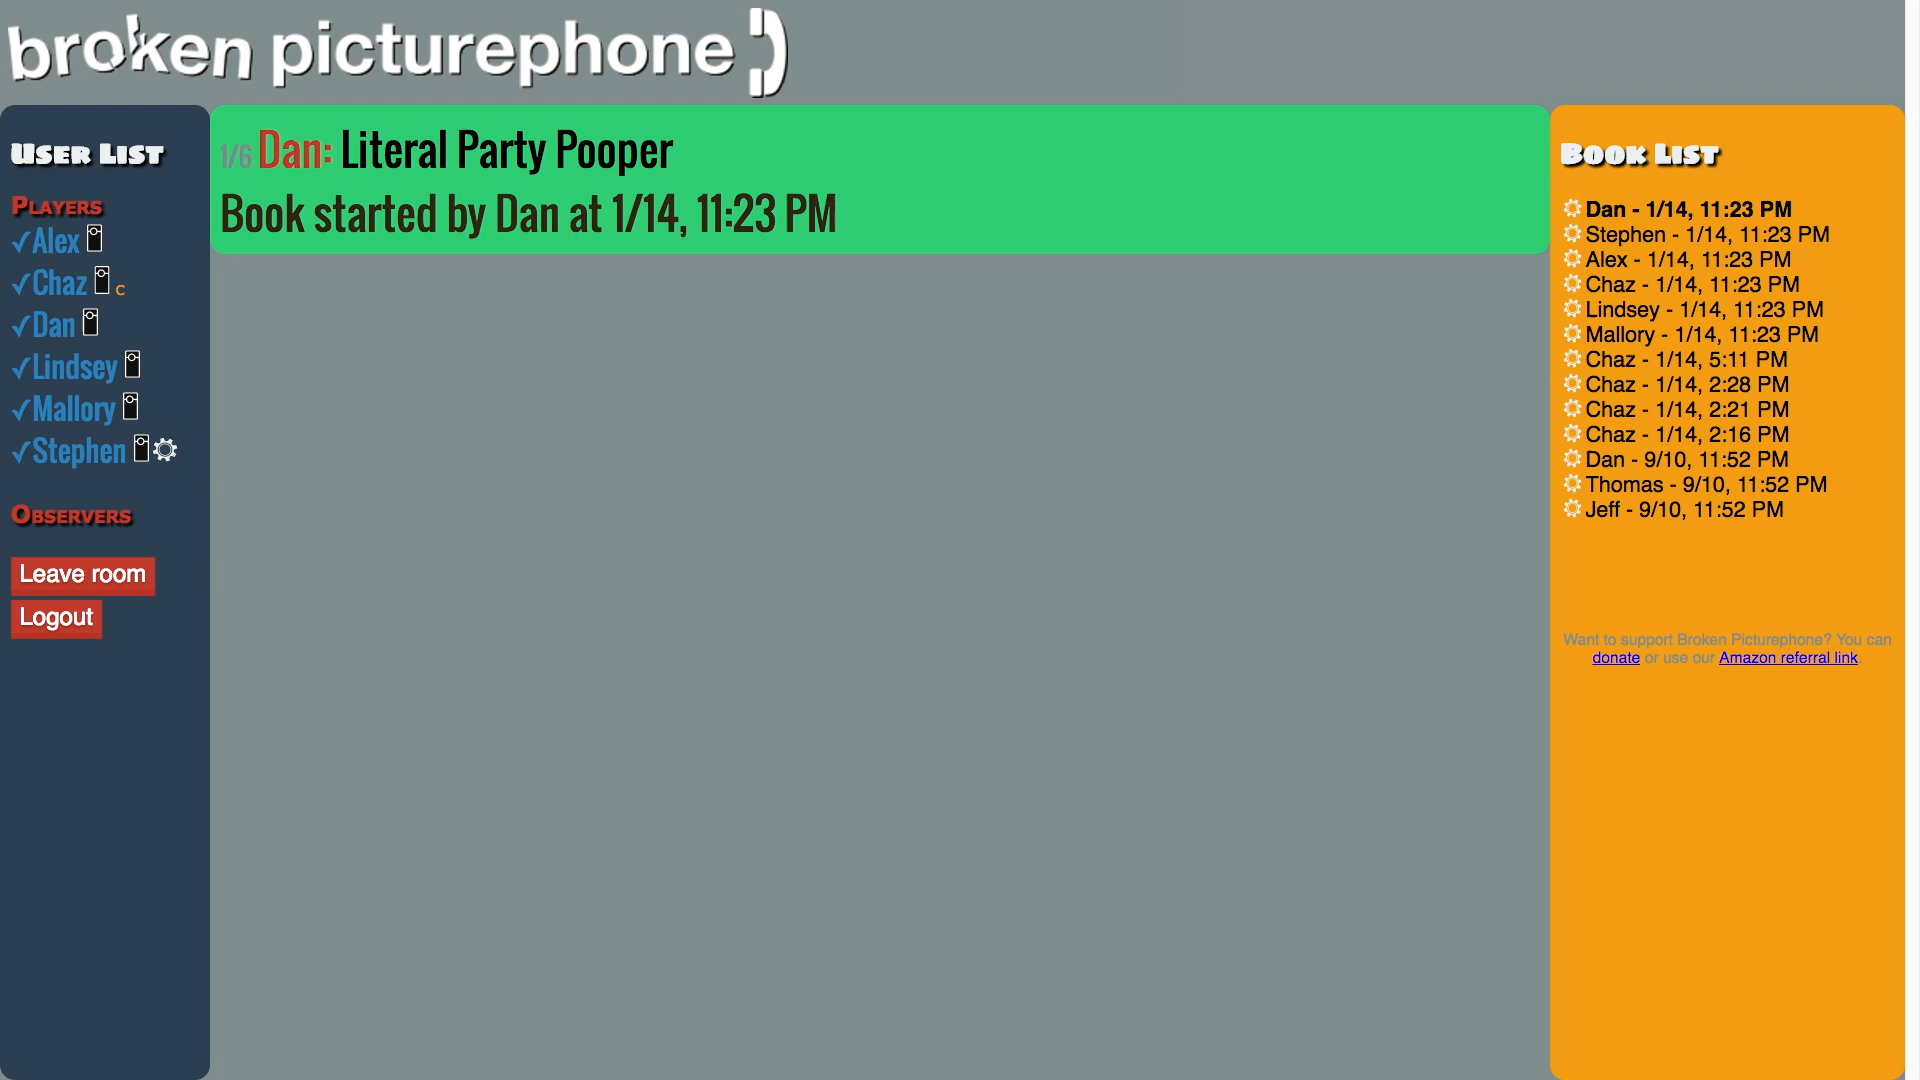 broken picturephone
User List
Players
✓Alex
✓Chaz c
✓Dan
✓Lindsey
✓Mallory
✓Stephen
Observers
Leave room
Logout
1/6 Dan: Literal Party Pooper
Book started by Dan at 1/14, 11:23 PM
Book List
Dan - 1/14, 11:23 PM
Stephen - 1/14, 11:23 PM
Alex - 1/14, 11:23 PM
Chaz - 1/14, 11:23 PM
Lindsey - 1/14, 11:23 PM
Mallory - 1/14, 11:23 PM
Chaz - 1/14, 5:11 PM
Chaz - 1/14, 2:28 PM
Chaz - 1/14, 2:21 PM
Chaz - 1/14, 2:16 PM
Dan - 9/10, 11:52 PM
Thomas - 9/10, 11:52 PM
Jeff - 9/10, 11:52 PM
Want to support Broken Picturephone? You can
donate or use our Amazon referral link.